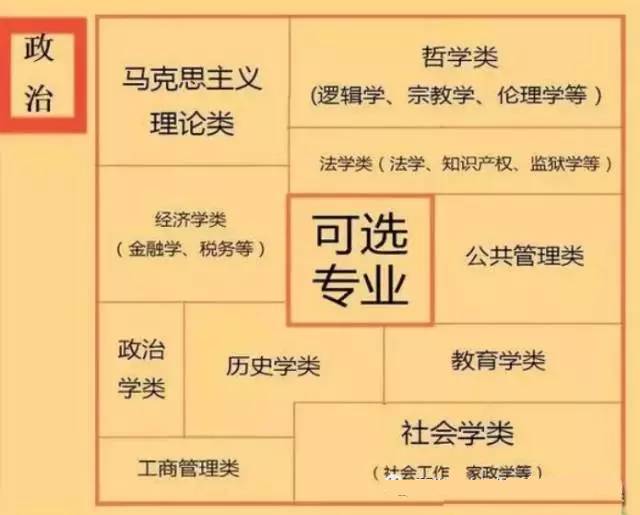 政
治
马克思主义
理论类
哲学类
(逻辑学、宗教学、伦理学等)
法学类(法学、知识产权、监狱学等)
经济学类
(金融学、税务等)
可选
专业
公共管理类
政治
学类
历史学类
教育学类
工商管理类
社会学类
(社会工作 家政学等)